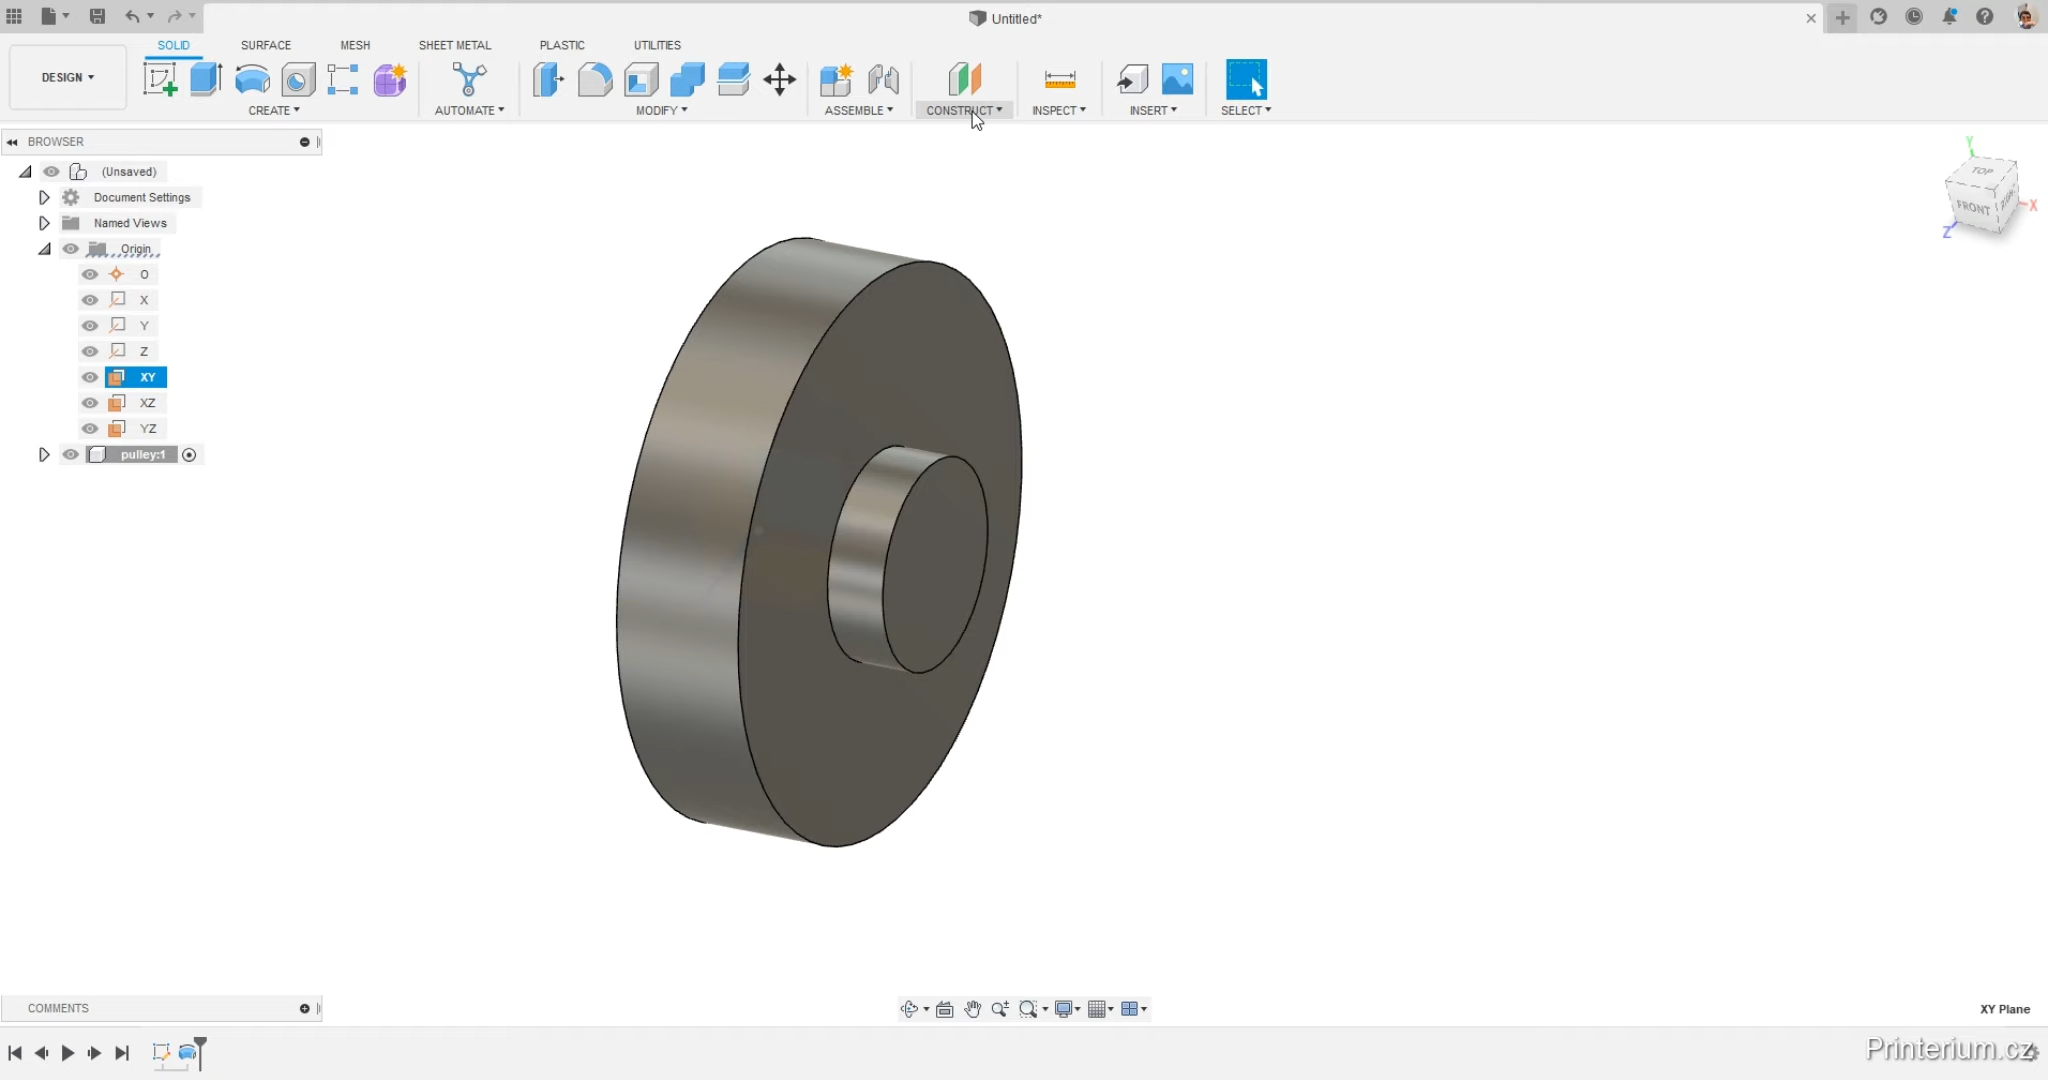 Untitled*
DESIGN
SOLID SURFACE MESH SHEET METAL PLASTIC UTILITIES
CREATE AUTOMATE MODIFY ASSEMBLE CONSTRUCT INSPECT INSERT SELECT
BROWSER
(Unsaved)
Document Settings
Named Views
Origin
O
X
Y
Z
XY
XZ
YZ
pulley:1
Y
TOP
FRONT
X
Z
COMMENTS
XY Plane
Printerium.cz